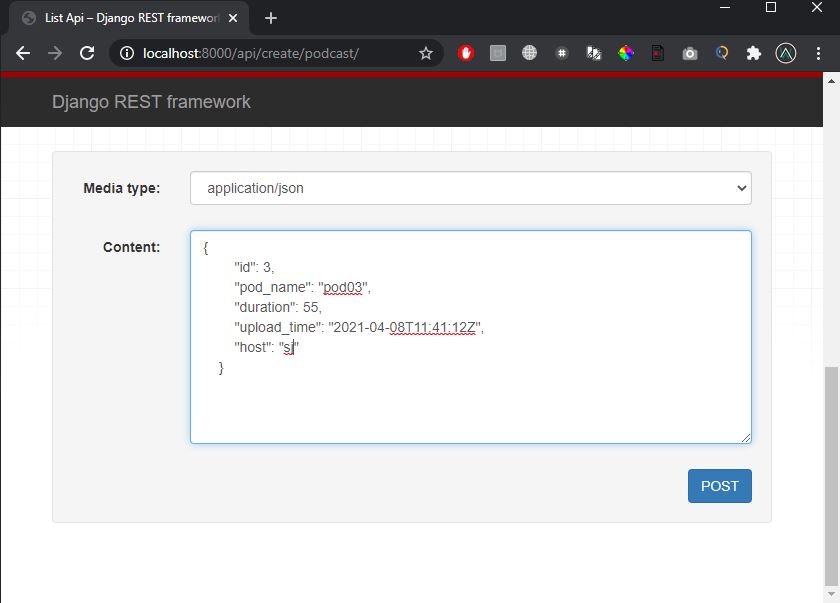 List Api – Django REST framewor
localhost:8000/api/create/podcast/
Django REST framework
Media type: application/json
Content: {
"id": 3,
"pod_name": "pod03",
"duration": 55,
"upload_time": "2021-04-08T11:41:12Z",
"host": "sj"
}
POST